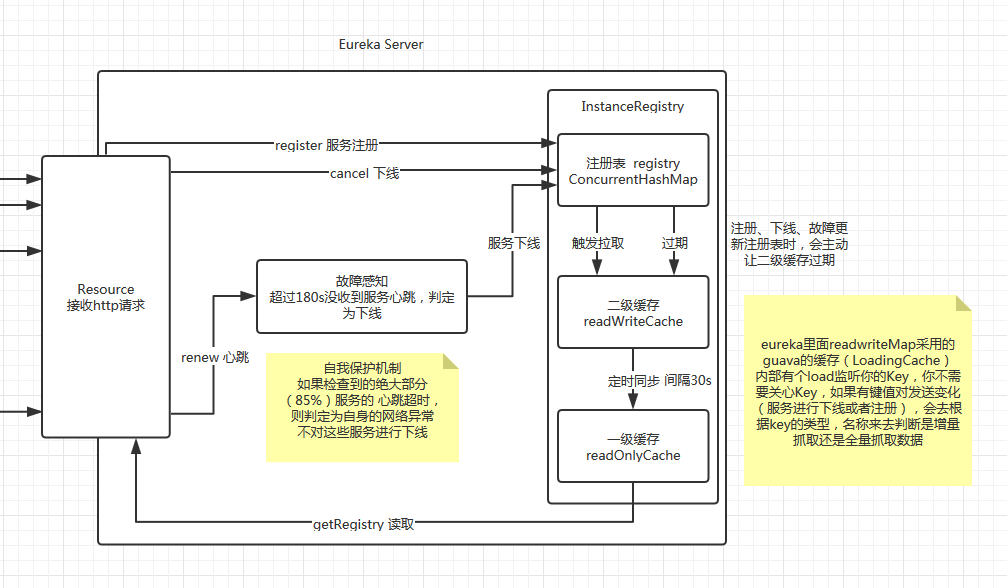 Eureka Server
InstanceRegistry
register 服务注册
注册表 registry
ConcurrentHashMap
cancel 下线
服务下线
触发拉取
过期
注册、下线、故障更
新注册表时，会主动
让二级缓存过期
Resource
接收http请求
故障感知
超过180s没收到服务心跳，判定
为下线
二级缓存
readWriteCache
renew 心跳
自我保护机制
如果检查到的绝大部分
（85%）服务的 心跳超时，
则判定为自身的网络异常
不对这些服务进行下线
定时同步 间隔30s
eureka里面readwriteMap采用的
guava的缓存（LoadingCache）
内部有个load监听你的Key，你不需
要关心Key，如果有键值对发送变化
（服务进行下线或者注册），会去根
据key的类型，名称来去判断是增量
抓取还是全量抓取数据
一级缓存
readOnlyCache
getRegistry 读取